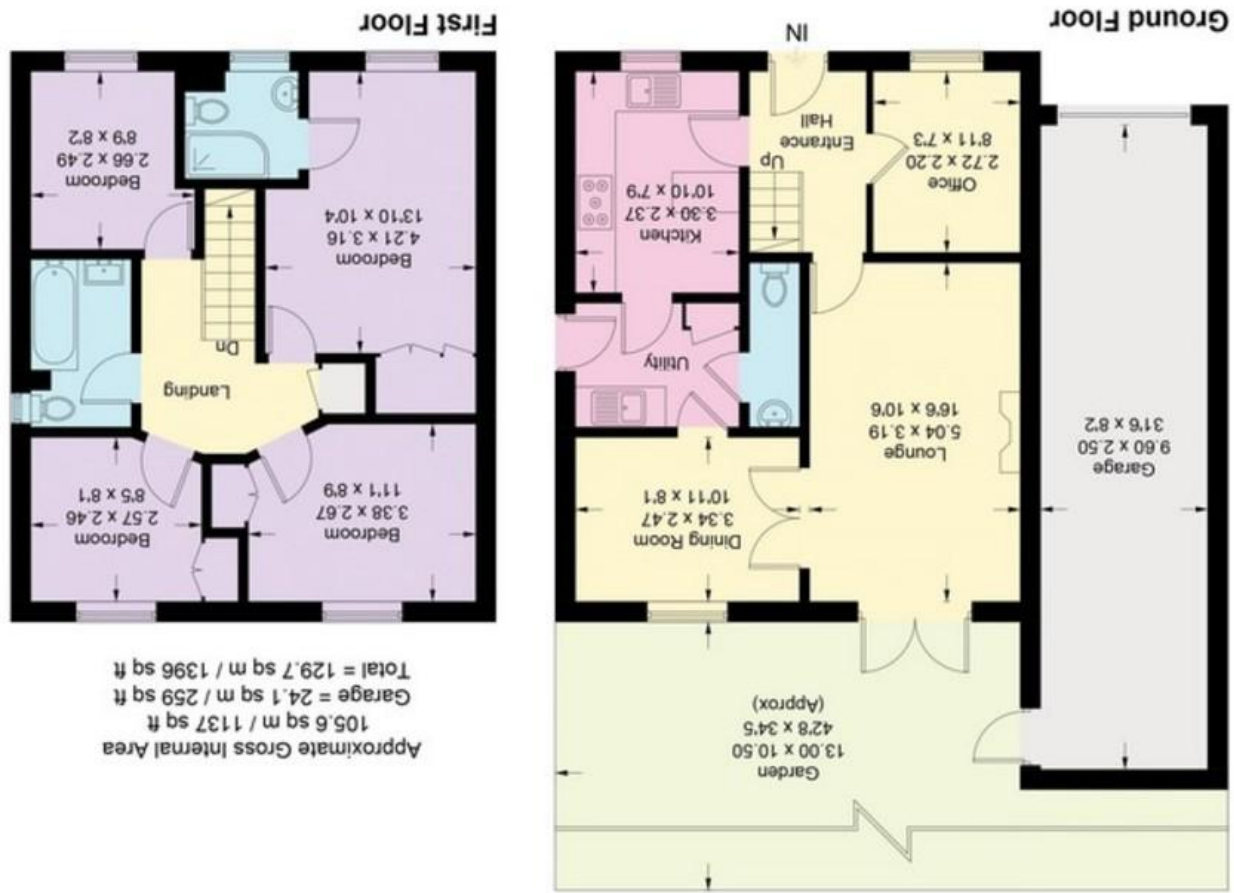 Approximate Gross Internal Area
105.6 sq m / 1137 sq ft
Garage = 24.1 sq m / 259 sq ft
Total = 129.7 sq m / 1396 sq ft
Garden
13.00 x 10.50
42'8 x 34'5
(Approx)
Garage
9.60 x 2.50
31'6 x 8'2
Lounge
5.04 x 3.19
16'6 x 10'6
Dining Room
3.34 x 2.47
10'11 x 8'1
Utility
Kitchen
3.30 x 2.37
10'10 x 7'9
Office
2.72 x 2.20
8'11 x 7'3
Entrance
Hall
Up
IN
Ground Floor
Bedroom
3.38 x 2.67
11'1 x 8'9
Bedroom
2.57 x 2.46
8'5 x 8'1
Landing
Dn
Bedroom
4.21 x 3.16
13'10 x 10'4
Bedroom
2.66 x 2.49
8'9 x 8'2
First Floor